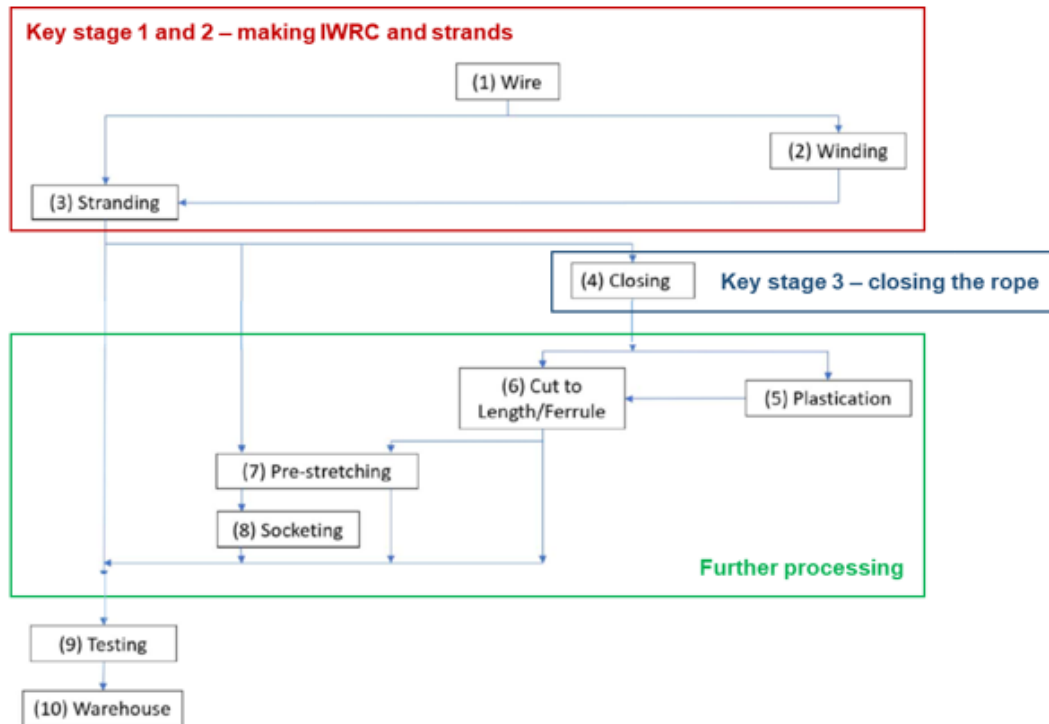 Key stage 1 and 2 – making IWRC and strands
(1) Wire
(2) Winding
(3) Stranding
(4) Closing
Key stage 3 – closing the rope
(6) Cut to
Length/Ferrule
(5) Plastication
(7) Pre-stretching
(8) Socketing
Further processing
(9) Testing
(10) Warehouse